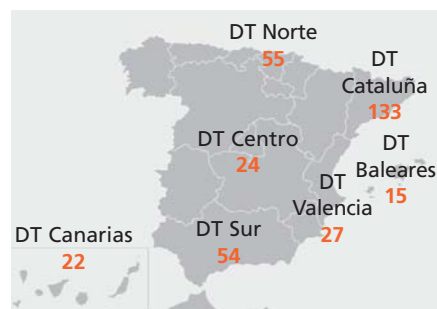 DT Norte
55
DT
Cataluña
133
DT Centro
24
DT
Baleares
15
DT
Valencia
27
DT Canarias
22
DT Sur
54